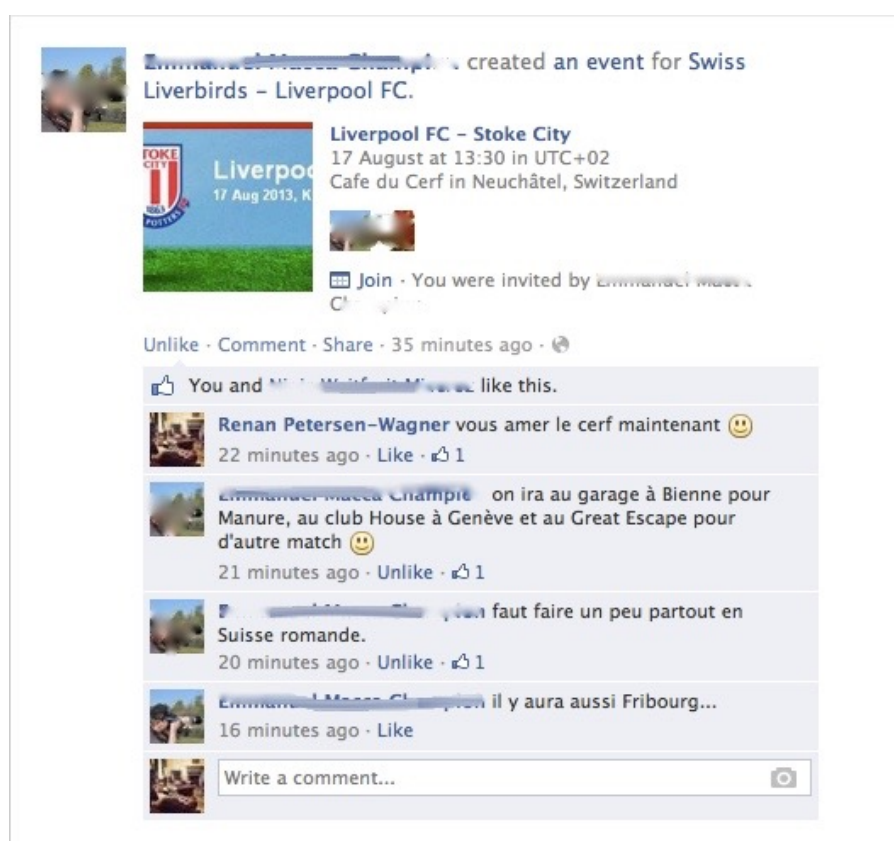 created an event for Swiss
Liverbirds – Liverpool FC.
STOKE
CITY
1863
POTTERS
Liverpoo
17 Aug 2013, K
Liverpool FC – Stoke City
17 August at 13:30 in UTC+02
Cafe du Cerf in Neuchâtel, Switzerland
Join · You were invited by
Unlike · Comment · Share · 35 minutes ago ·
You and like this.
Renan Petersen-Wagner vous amer le cerf maintenant
22 minutes ago · Like · 1
on ira au garage à Bienne pour
Manure, au club House à Genève et au Great Escape pour
d'autre match
21 minutes ago · Unlike · 1
faut faire un peu partout en
Suisse romande.
20 minutes ago · Unlike · 1
il y aura aussi Fribourg...
16 minutes ago · Like
Write a comment...